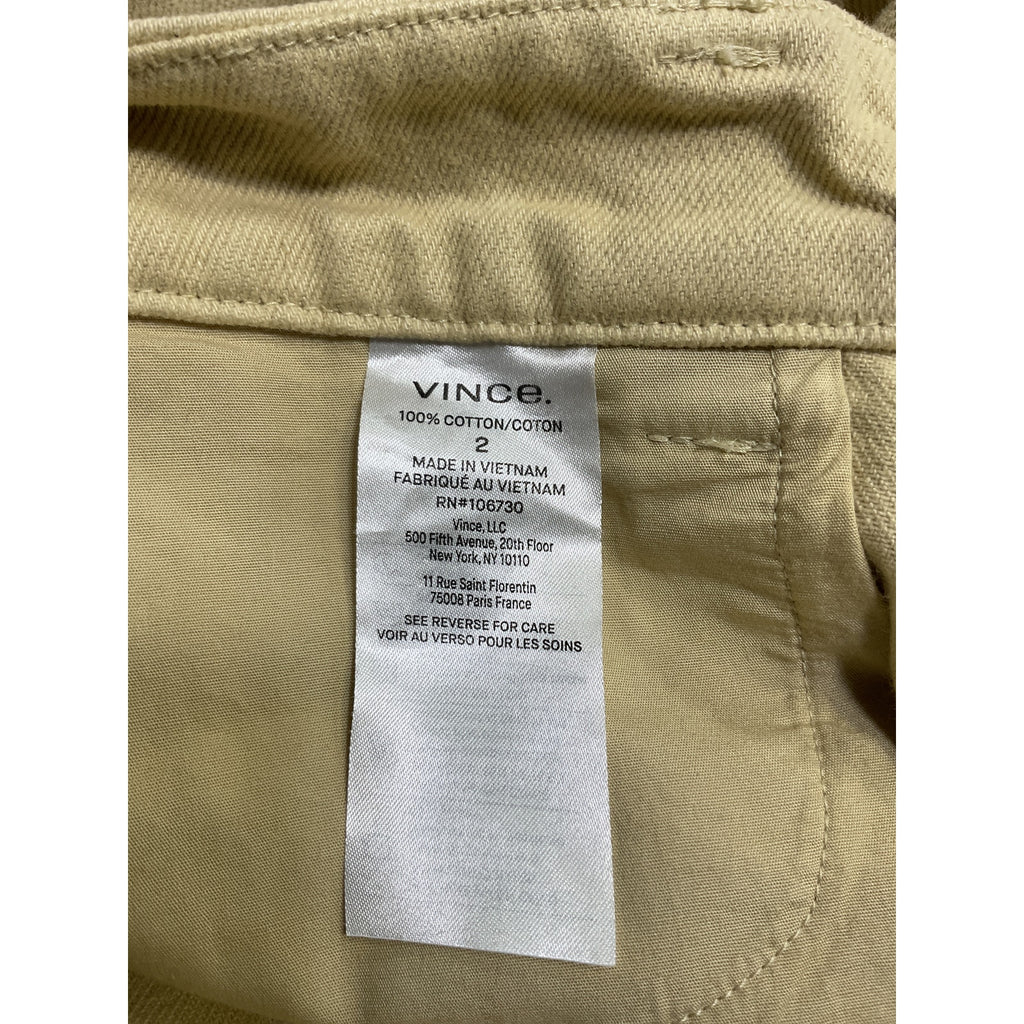 VINCe.
100% COTTON/COTON
2
MADE IN VIETNAM
FABRIQUÉ AU VIETNAM
RN#106730
Vince, LLC
500 Fifth Avenue, 20th Floor
New York, NY 10110
11 Rue Saint Florentin
75008 Paris France
SEE REVERSE FOR CARE
VOIR AU VERSO POUR LES SOINS